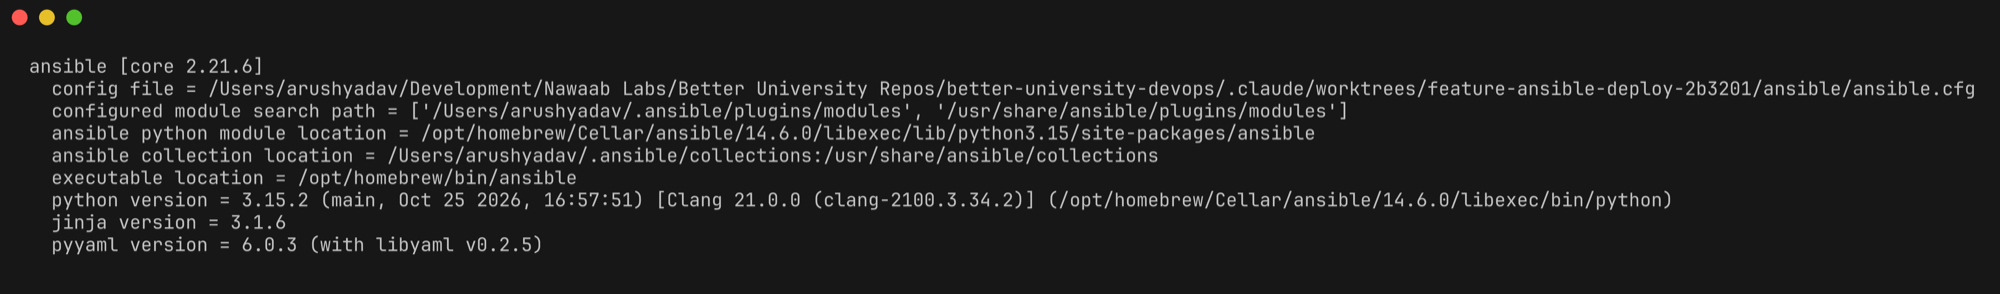 ansible [core 2.21.6]
  config file = /Users/arushyadav/Development/Nawaab Labs/Better University Repos/better-university-devops/.claude/worktrees/feature-ansible-deploy-2b3201/ansible/ansible.cfg
  configured module search path = ['/Users/arushyadav/.ansible/plugins/modules', '/usr/share/ansible/plugins/modules']
  ansible python module location = /opt/homebrew/Cellar/ansible/14.6.0/libexec/lib/python3.15/site-packages/ansible
  ansible collection location = /Users/arushyadav/.ansible/collections:/usr/share/ansible/collections
  executable location = /opt/homebrew/bin/ansible
  python version = 3.15.2 (main, Oct 25 2026, 16:57:51) [Clang 21.0.0 (clang-2100.3.34.2)] (/opt/homebrew/Cellar/ansible/14.6.0/libexec/bin/python)
  jinja version = 3.1.6
  pyyaml version = 6.0.3 (with libyaml v0.2.5)